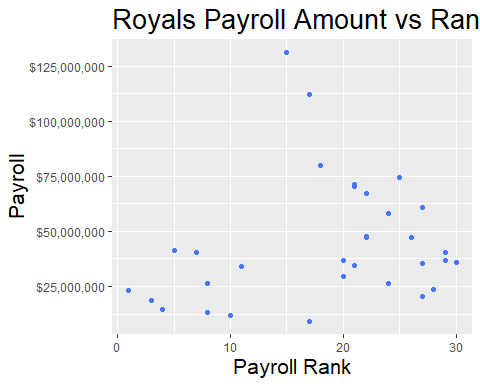 Royals Payroll Amount vs Ran
Payroll
$125,000,000
$100,000,000
$75,000,000
$50,000,000
$25,000,000
0 10 20 30
Payroll Rank